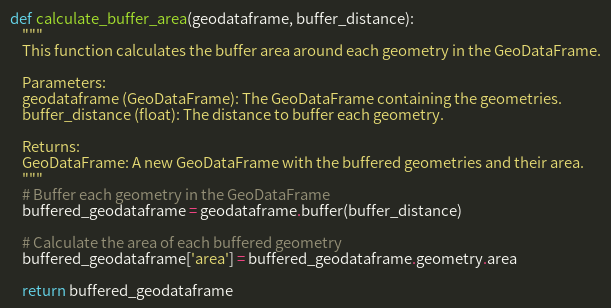 def calculate_buffer_area(geodataframe, buffer_distance):
"""
This function calculates the buffer area around each geometry in the GeoDataFrame.
Parameters:
geodataframe (GeoDataFrame): The GeoDataFrame containing the geometries.
buffer_distance (float): The distance to buffer each geometry.
Returns:
GeoDataFrame: A new GeoDataFrame with the buffered geometries and their area.
"""
# Buffer each geometry in the GeoDataFrame
buffered_geodataframe = geodataframe.buffer(buffer_distance)
# Calculate the area of each buffered geometry
buffered_geodataframe['area'] = buffered_geodataframe.geometry.area
return buffered_geodataframe